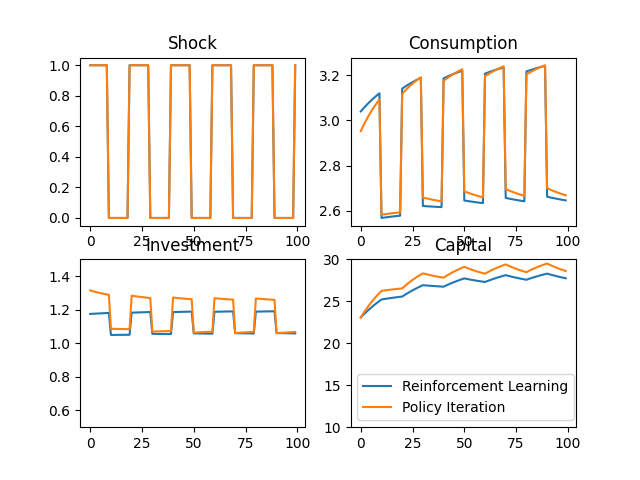 Shock
1.0
0.8
0.6
0.4
0.2
0.0
0 25 50 75 100
Consumption
3.2
3.0
2.8
2.6
0 25 50 75 100
Investment
1.4
1.2
1.0
0.8
0.6
0 25 50 75 100
Capital
30
25
20
15
10
Reinforcement Learning
Policy Iteration
0 25 50 75 100